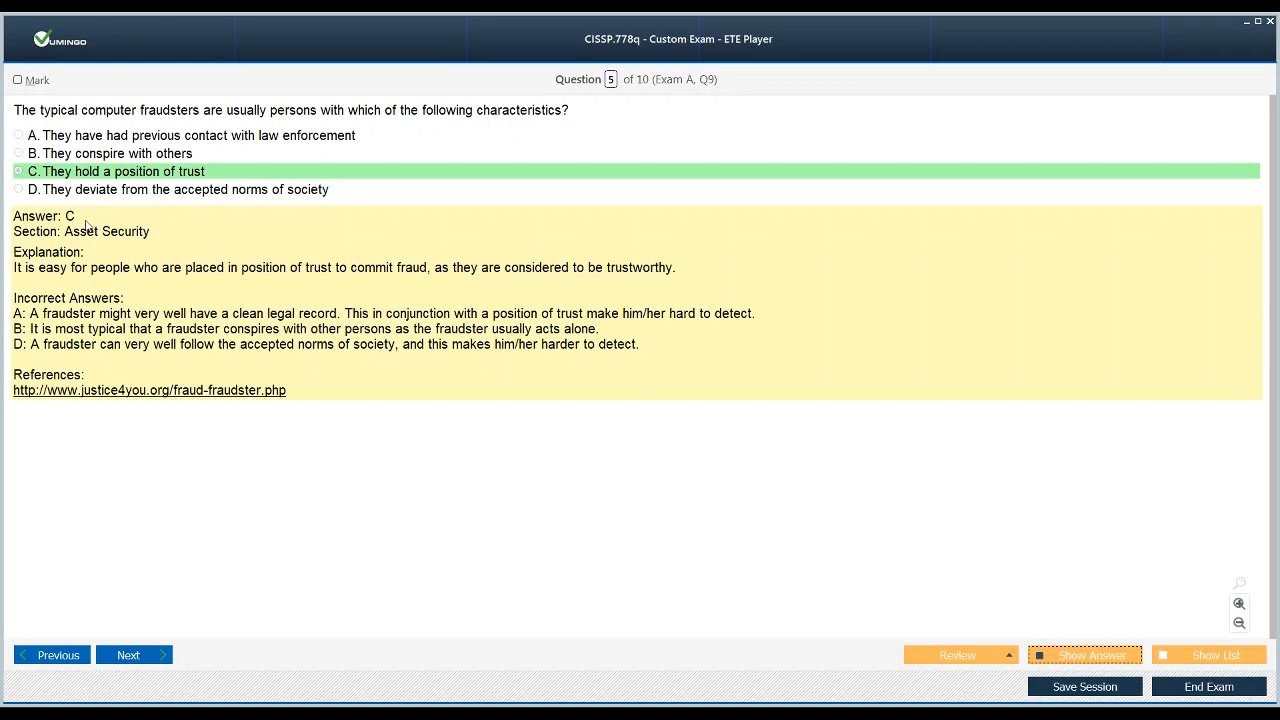 VUMINGO
CISSP.778q - Custom Exam - ETE Player
Mark
Question 5 of 10 (Exam A, Q9)
The typical computer fraudsters are usually persons with which of the following characteristics?
A. They have had previous contact with law enforcement
B. They conspire with others
C. They hold a position of trust
D. They deviate from the accepted norms of society
Answer: C
Section: Asset Security
Explanation:
It is easy for people who are placed in position of trust to commit fraud, as they are considered to be trustworthy.
Incorrect Answers:
A: A fraudster might very well have a clean legal record. This in conjunction with a position of trust make him/her hard to detect.
B: It is most typical that a fraudster conspires with other persons as the fraudster usually acts alone.
D: A fraudster can very well follow the accepted norms of society, and this makes him/her harder to detect.
References:
http://www.justice4you.org/fraud-fraudster.php
Previous Next Review Show Answer Show List
Save Session End Exam